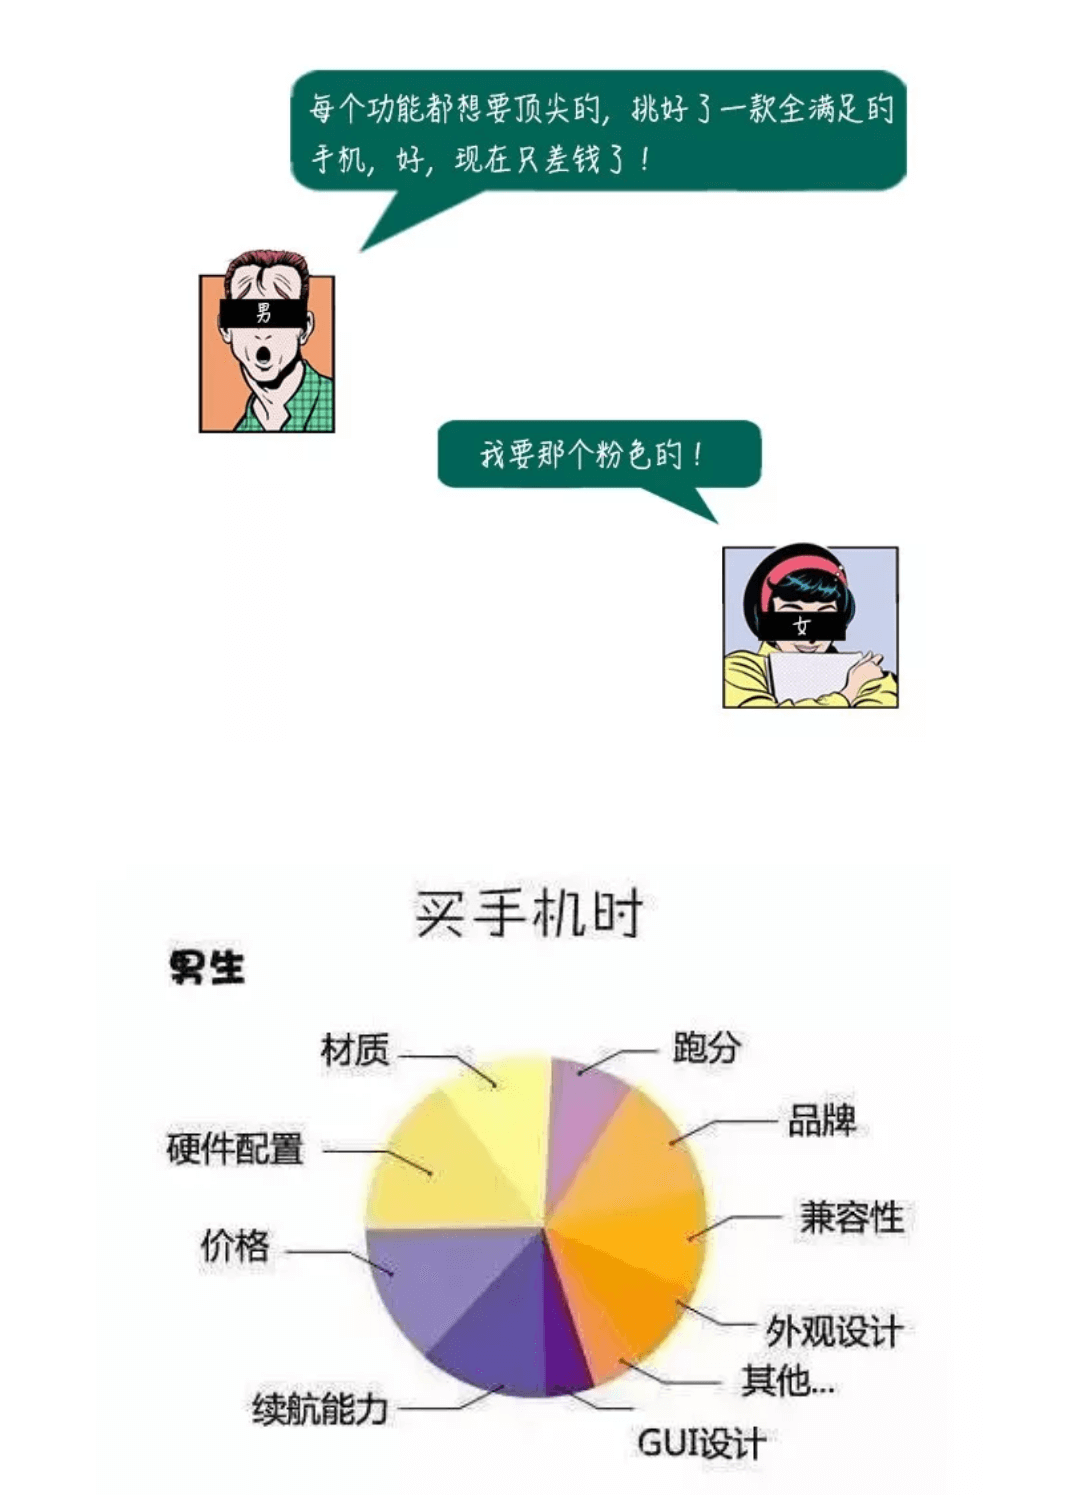 每个功能都想要顶尖的, 挑好了一款全满足的
手机, 好, 现在只差钱了！
男
我要那个粉色的！
女
买手机时
男生
材质
跑分
品牌
硬件配置
兼容性
价格
外观设计
其他...
续航能力
GUI设计